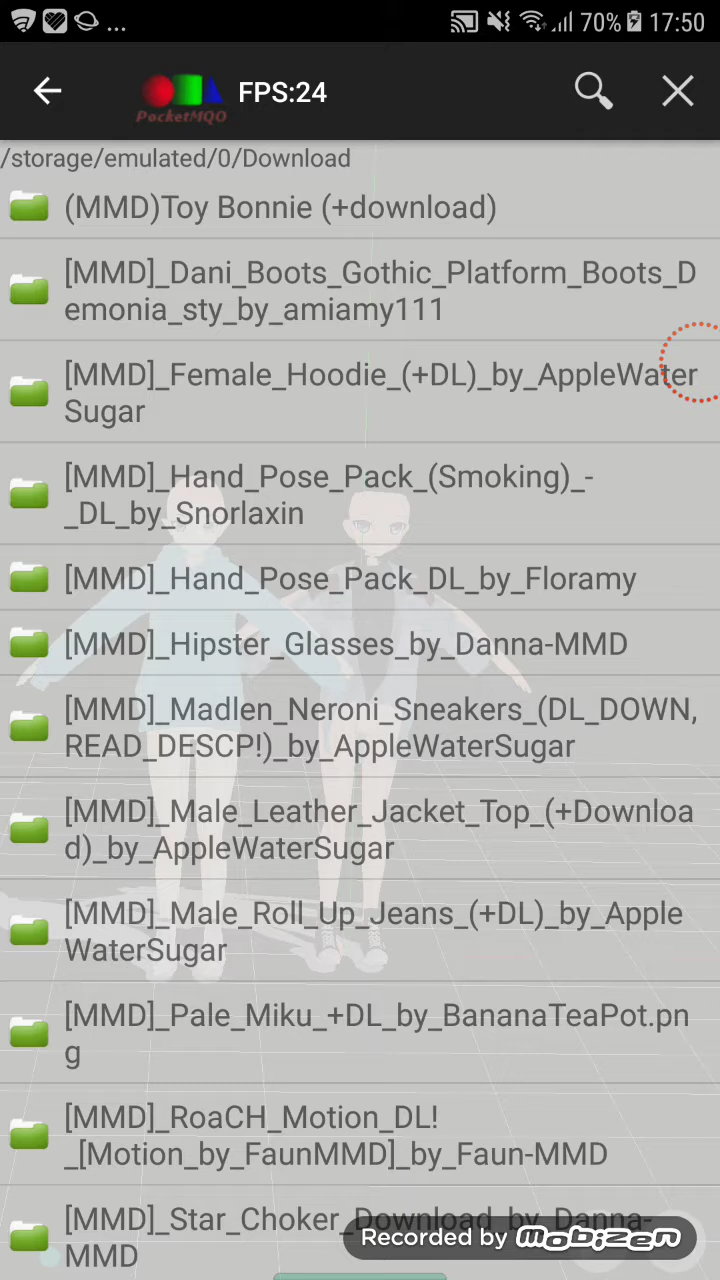 ... 70% 17:50
PocketMQO FPS:24
/storage/emulated/0/Download
(MMD)Toy Bonnie (+download)
[MMD]_Dani_Boots_Gothic_Platform_Boots_D
emonia_sty_by_amiamy111
[MMD]_Female_Hoodie_(+DL)_by_AppleWater
Sugar
[MMD]_Hand_Pose_Pack_(Smoking)_-
_DL_by_Snorlaxin
[MMD]_Hand_Pose_Pack_DL_by_Floramy
[MMD]_Hipster_Glasses_by_Danna-MMD
[MMD]_Madlen_Neroni_Sneakers_(DL_DOWN,
READ_DESCP!)_by_AppleWaterSugar
[MMD]_Male_Leather_Jacket_Top_(+Downloa
d)_by_AppleWaterSugar
[MMD]_Male_Roll_Up_Jeans_(+DL)_by_Apple
WaterSugar
[MMD]_Pale_Miku_+DL_by_BananaTeaPot.pn
g
[MMD]_RoaCH_Motion_DL!
_[Motion_by_FaunMMD]_by_Faun-MMD
[MMD]_Star_Choker_Download_by_Danna-
MMD
Recorded by mobizen